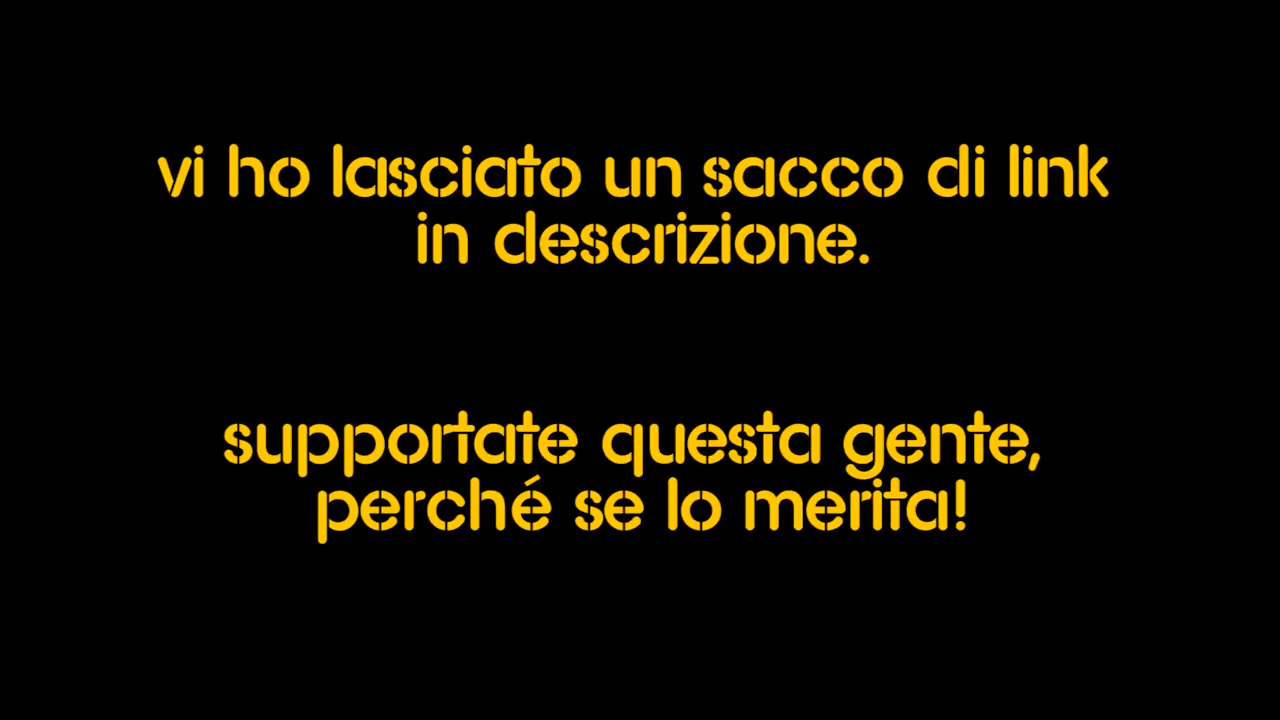 vi ho lasciato un sacco di link
in descrizione.
supportate questa gente,
perché se lo merita!